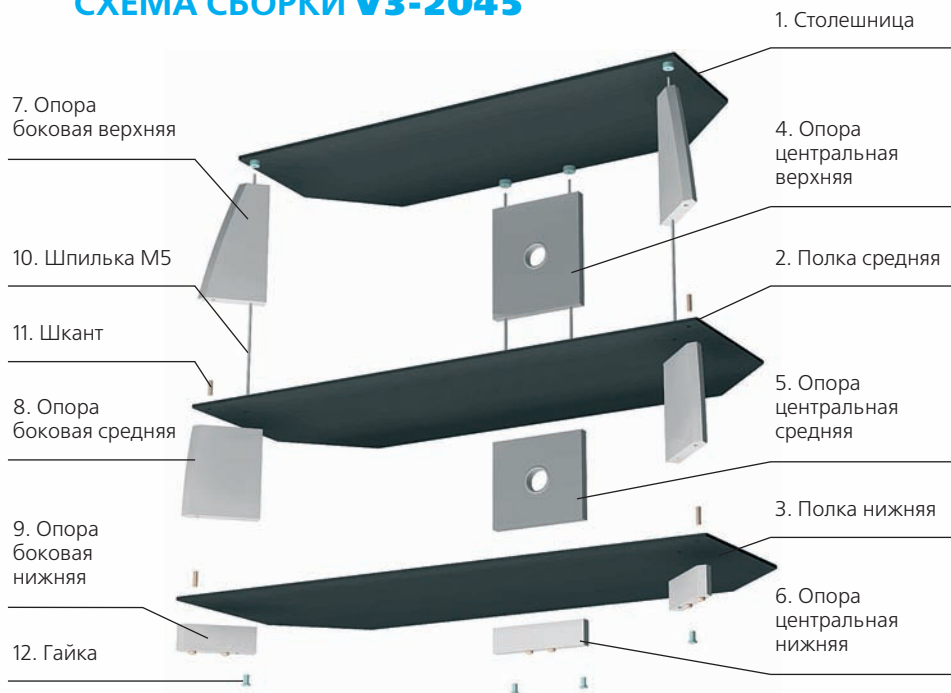 СХЕМА СБОРКИ V3-2045
1. Столешница
7. Опора
боковая верхняя
4. Опора
центральная
верхняя
10. Шпилька М5
2. Полка средняя
11. Шкант
8. Опора
боковая средняя
5. Опора
центральная
средняя
9. Опора
боковая
нижняя
3. Полка нижняя
6. Опора
центральная
нижняя
12. Гайка